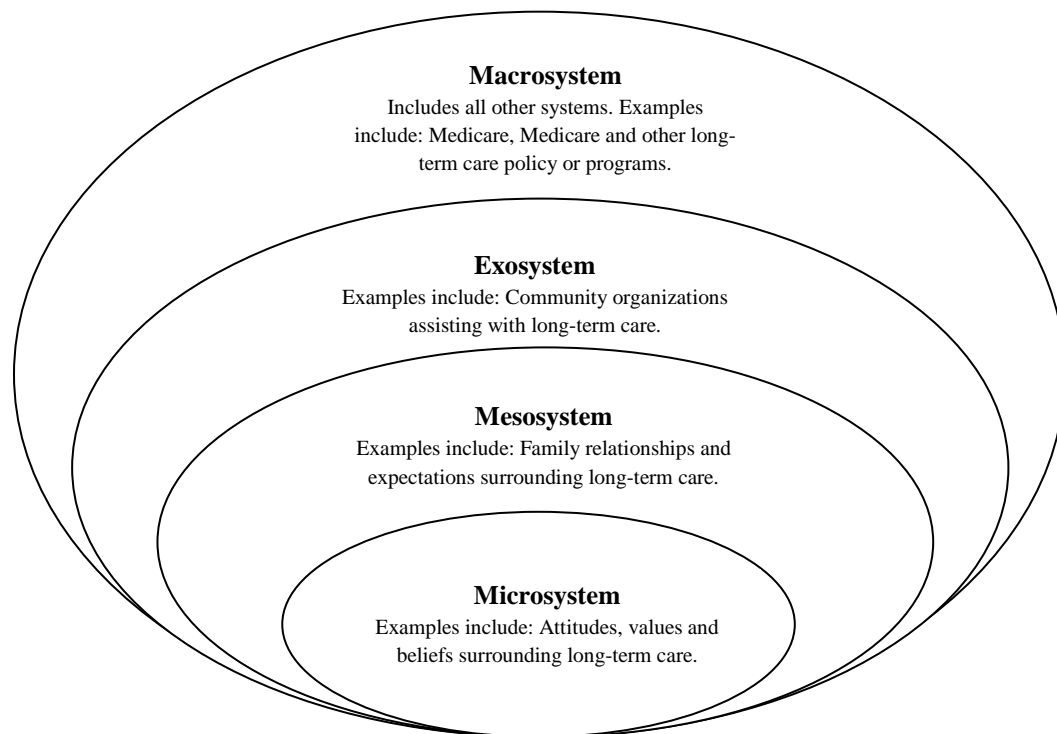 Macrosystem
Includes all other systems. Examples
include: Medicare, Medicare and other long-
term care policy or programs.
Exosystem
Examples include: Community organizations
assisting with long-term care.
Mesosystem
Examples include: Family relationships and
expectations surrounding long-term care.
Microsystem
Examples include: Attitudes, values and
beliefs surrounding long-term care.